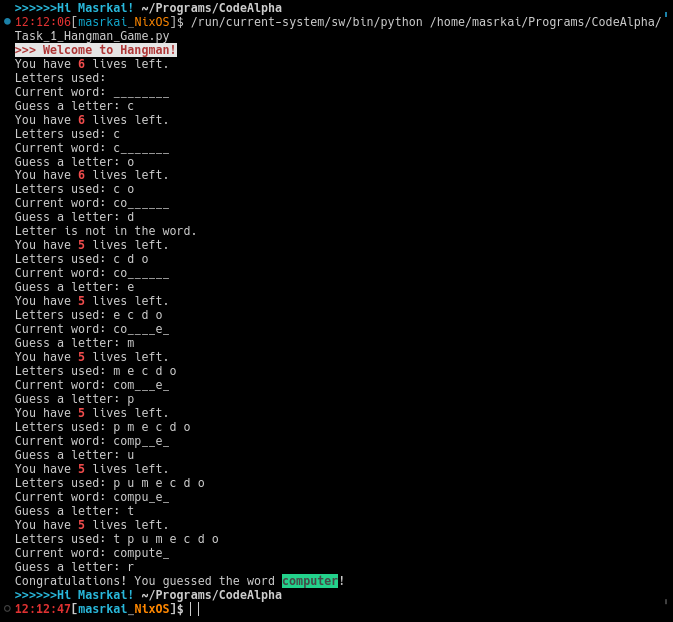 >>>>>>Hi Masrkai! ~/Programs/CodeAlpha
12:12:06[masrkai_NixOS]$ /run/current-system/sw/bin/python /home/masrkai/Programs/CodeAlpha/
Task_1_Hangman_Game.py
>>> Welcome to Hangman!
You have 6 lives left.
Letters used:
Current word: ________
Guess a letter: c
You have 6 lives left.
Letters used: c
Current word: c_______
Guess a letter: o
You have 6 lives left.
Letters used: c o
Current word: co______
Guess a letter: d
Letter is not in the word.
You have 5 lives left.
Letters used: c d o
Current word: co______
Guess a letter: e
You have 5 lives left.
Letters used: e c d o
Current word: co____e_
Guess a letter: m
You have 5 lives left.
Letters used: m e c d o
Current word: com___e_
Guess a letter: p
You have 5 lives left.
Letters used: p m e c d o
Current word: comp__e_
Guess a letter: u
You have 5 lives left.
Letters used: p u m e c d o
Current word: compu_e_
Guess a letter: t
You have 5 lives left.
Letters used: t p u m e c d o
Current word: compute_
Guess a letter: r
Congratulations! You guessed the word computer!
>>>>>>Hi Masrkai! ~/Programs/CodeAlpha
12:12:47[masrkai_NixOS]$